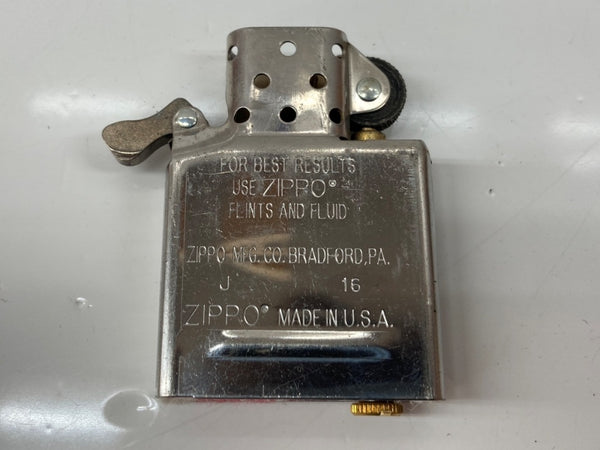 FOR BEST RESULTS
USE ZIPPO®
FLINTS AND FLUID
ZIPPO MFG. CO. BRADFORD, PA.
J 16
ZIPPO® MADE IN U.S.A.